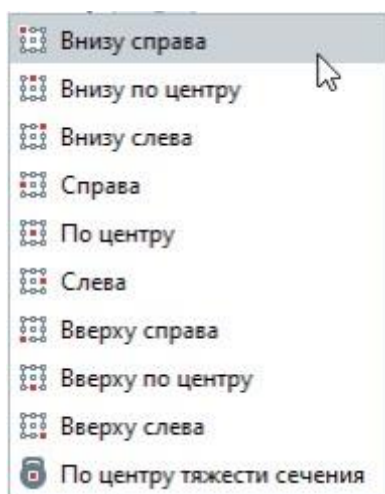 Внизу справа
Внизу по центру
Внизу слева
Справа
По центру
Слева
Вверху справа
Вверху по центру
Вверху слева
По центру тяжести сечения